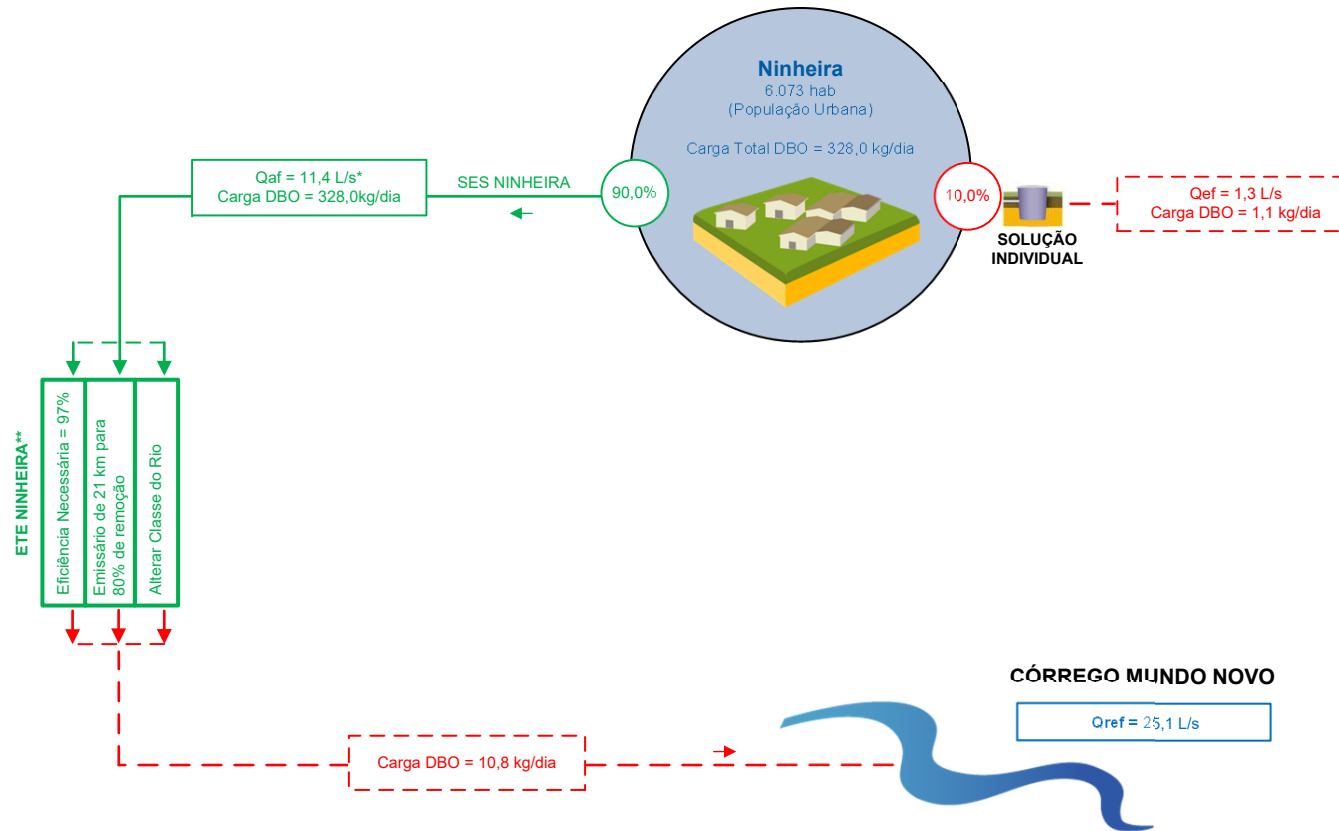 Ninheira
6.073 hab
(População Urbana)
Carga Total DBO = 328,0 kg/dia
Qaf = 11,4 L/s*
Carga DBO = 328,0kg/dia
SES NINHEIRA
90,0%
10,0%
SOLUÇÃO
INDIVIDUAL
Qef = 1,3 L/s
Carga DBO = 1,1 kg/dia
ETE NINHEIRA**
Eficiência Necessária = 97%
Emissário de 21 km para
80% de remoção
Alterar Classe do Rio
CÓRREGO MUNDO NOVO
Qref = 25,1 L/s
Carga DBO = 10,8 kg/dia